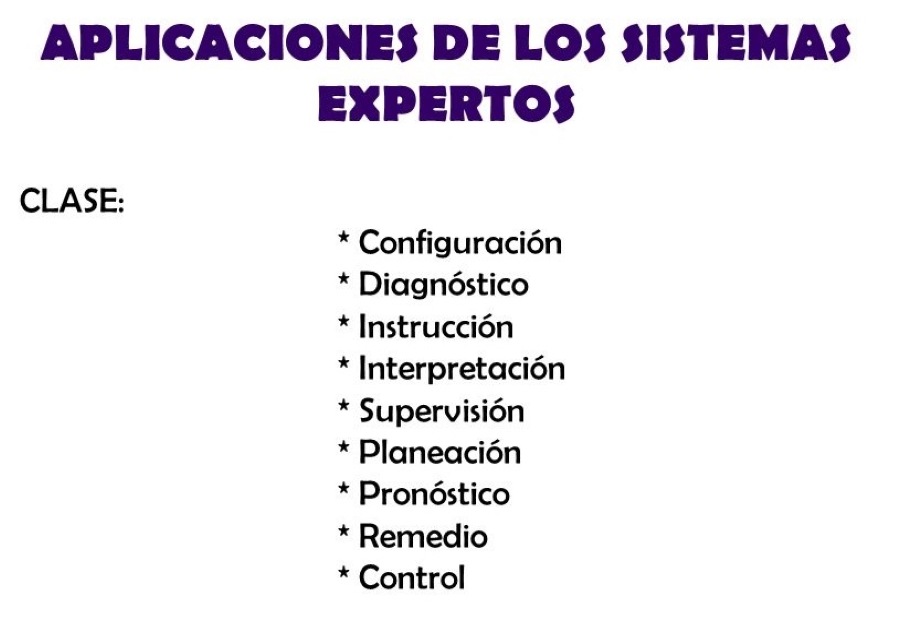 APLICACIONES DE LOS SISTEMAS
EXPERTOS
CLASE:
* Configuración
* Diagnóstico
* Instrucción
* Interpretación
* Supervisión
* Planeación
* Pronóstico
* Remedio
* Control